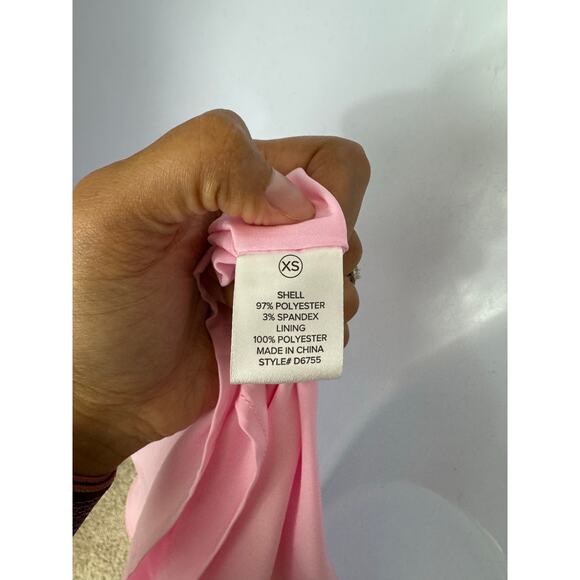 XS
SHELL
97% POLYESTER
3% SPANDEX
LINING
100% POLYESTER
MADE IN CHINA
STYLE# D6755